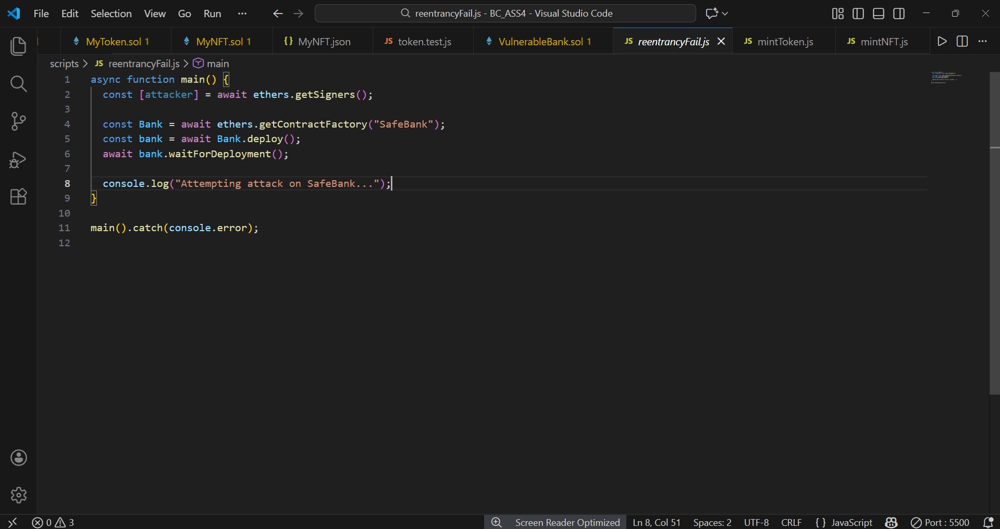 File Edit Selection View Go Run ··· reentrancyFail.js - BC_ASS4 - Visual Studio Code
MyToken.sol 1 MyNFT.sol 1 {} MyNFT.json JS token.test.js VulnerableBank.sol 1 JS reentrancyFail.js JS mintToken.js JS mintNFT.js ···
scripts > JS reentrancyFail.js > main
1 async function main() {
2 const [attacker] = await ethers.getSigners();
3
4 const Bank = await ethers.getContractFactory("SafeBank");
5 const bank = await Bank.deploy();
6 await bank.waitForDeployment();
7
8 console.log("Attempting attack on SafeBank...");
9 }
10
11 main().catch(console.error);
12
0 3 Screen Reader Optimized Ln 8, Col 51 Spaces: 2 UTF-8 CRLF {} JavaScript Port : 5500